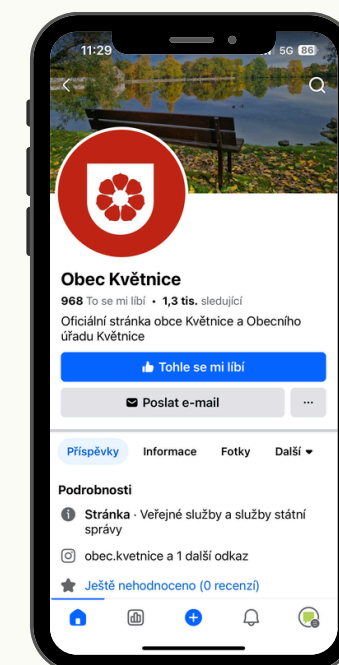 11:29 5G 86
Obec Květnice
968 To se mi líbí • 1,3 tis. sledující
Oficiální stránka obce Květnice a Obecního
úřadu Květnice
Tohle se mi líbí
Poslat e-mail ...
Příspěvky Informace Fotky Další
Podrobnosti
Stránka · Veřejné služby a služby státní
správy
obec.kvetnice a 1 další odkaz
Ještě nehodnoceno (0 recenzí)